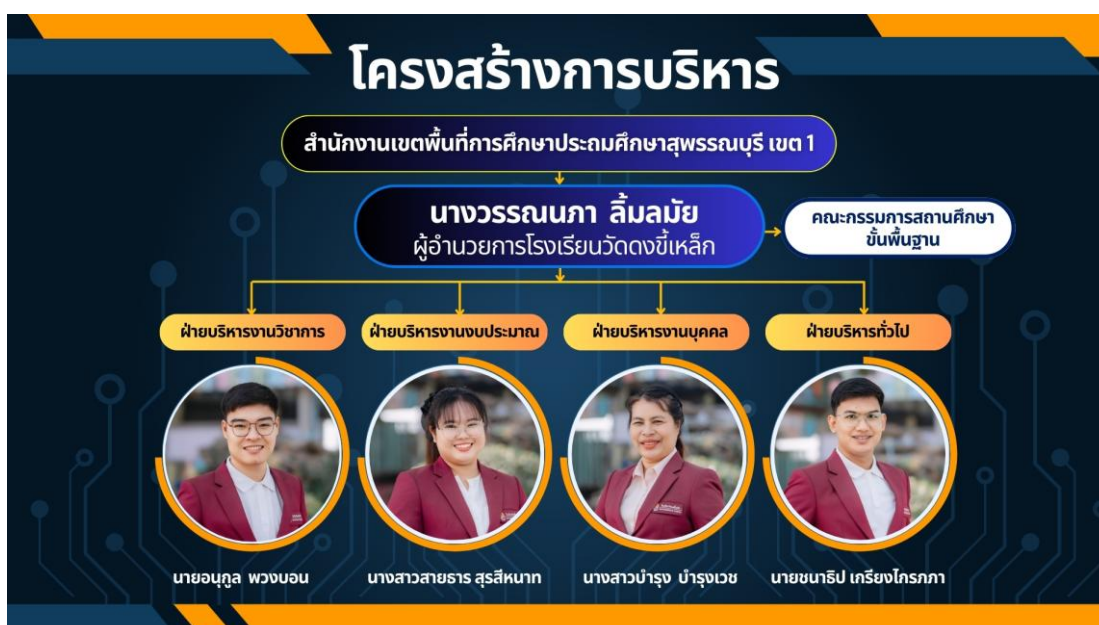 โครงสร้างการบริหาร
สำนักงานเขตพื้นที่การศึกษาประถมศึกษาสุพรรณบุรี เขต 1
นางวรรณนภา ลิ้มลมัย
ผู้อำนวยการโรงเรียนวัดดงขี้เหล็ก
คณะกรรมการสถานศึกษา
ขั้นพื้นฐาน
ฝ่ายบริหารงานวิชาการ
ฝ่ายบริหารงานงบประมาณ
ฝ่ายบริหารงานบุคคล
ฝ่ายบริหารทั่วไป
นายอนุกูล พวงบอน
นางสาวสายธาร สุรสีหนาท
นางสาวบำรุง บำรุงเวช
นายชนาธิป เกรียงไกรภภา